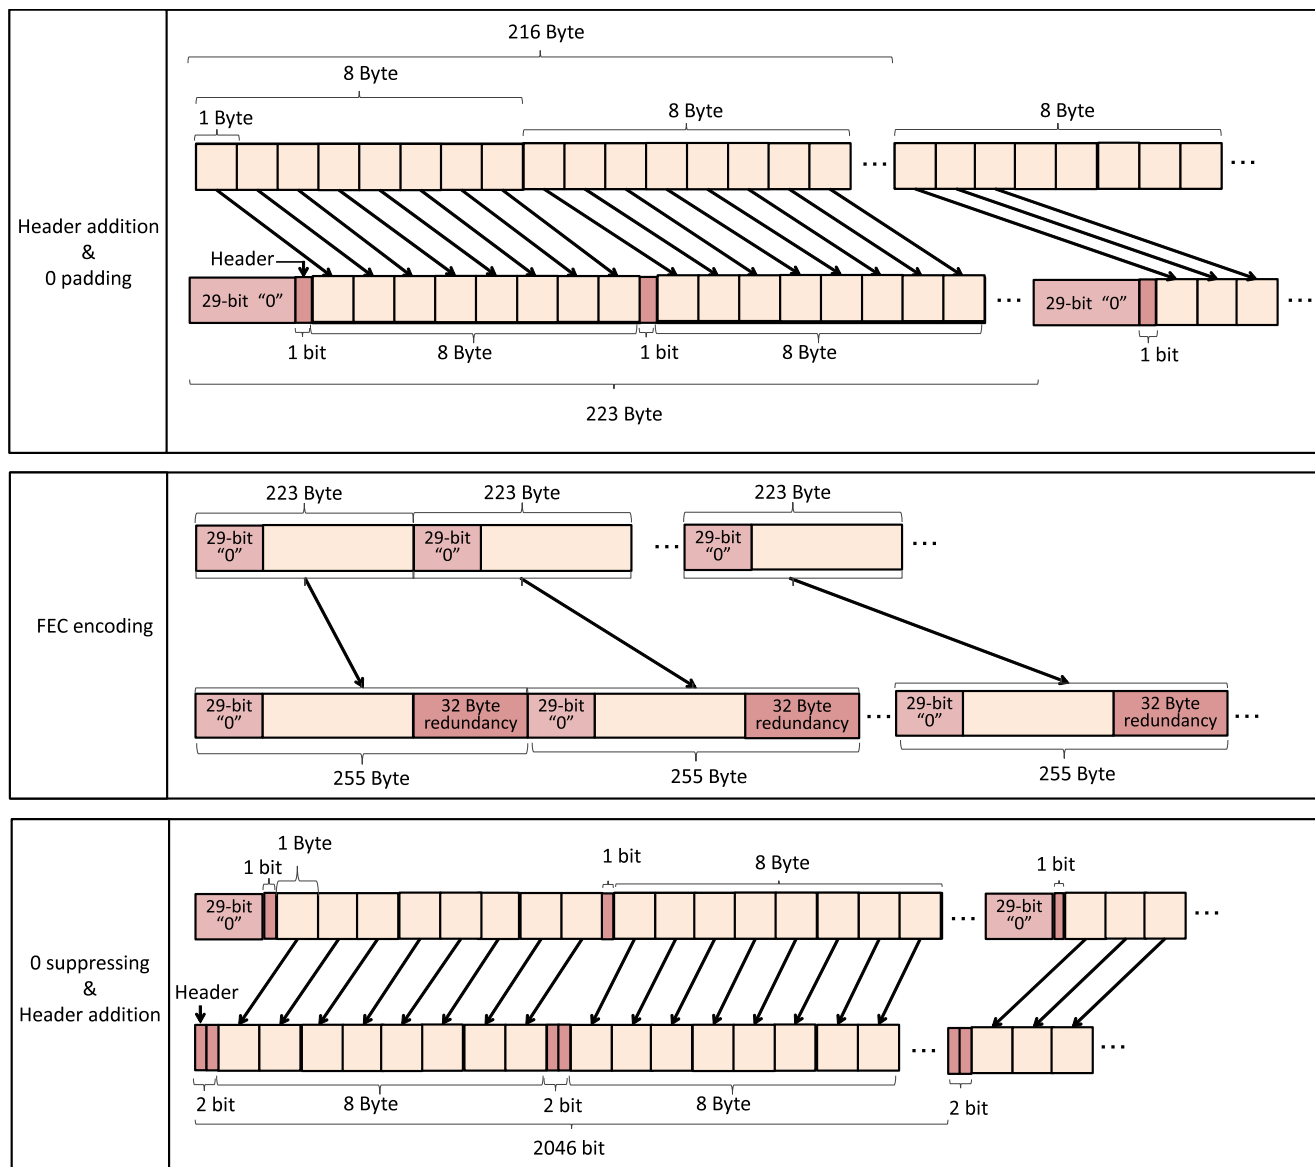 216 Byte
8 Byte
1 Byte
8 Byte
8 Byte
...
...
Header addition
&
0 padding
Header
29-bit "0"
...
29-bit "0"
...
1 bit
8 Byte
1 bit
8 Byte
1 bit
223 Byte
223 Byte
223 Byte
223 Byte
29-bit
"0"
29-bit
"0"
...
29-bit
"0"
...
FEC encoding
29-bit
"0"
32 Byte
redundancy
29-bit
"0"
32 Byte
redundancy
...
29-bit
"0"
32 Byte
redundancy
...
255 Byte
255 Byte
255 Byte
1 Byte
1 bit
1 bit
8 Byte
1 bit
29-bit
"0"
...
29-bit
"0"
...
0 suppressing
&
Header addition
Header
...
...
2 bit
8 Byte
2 bit
8 Byte
2 bit
2046 bit